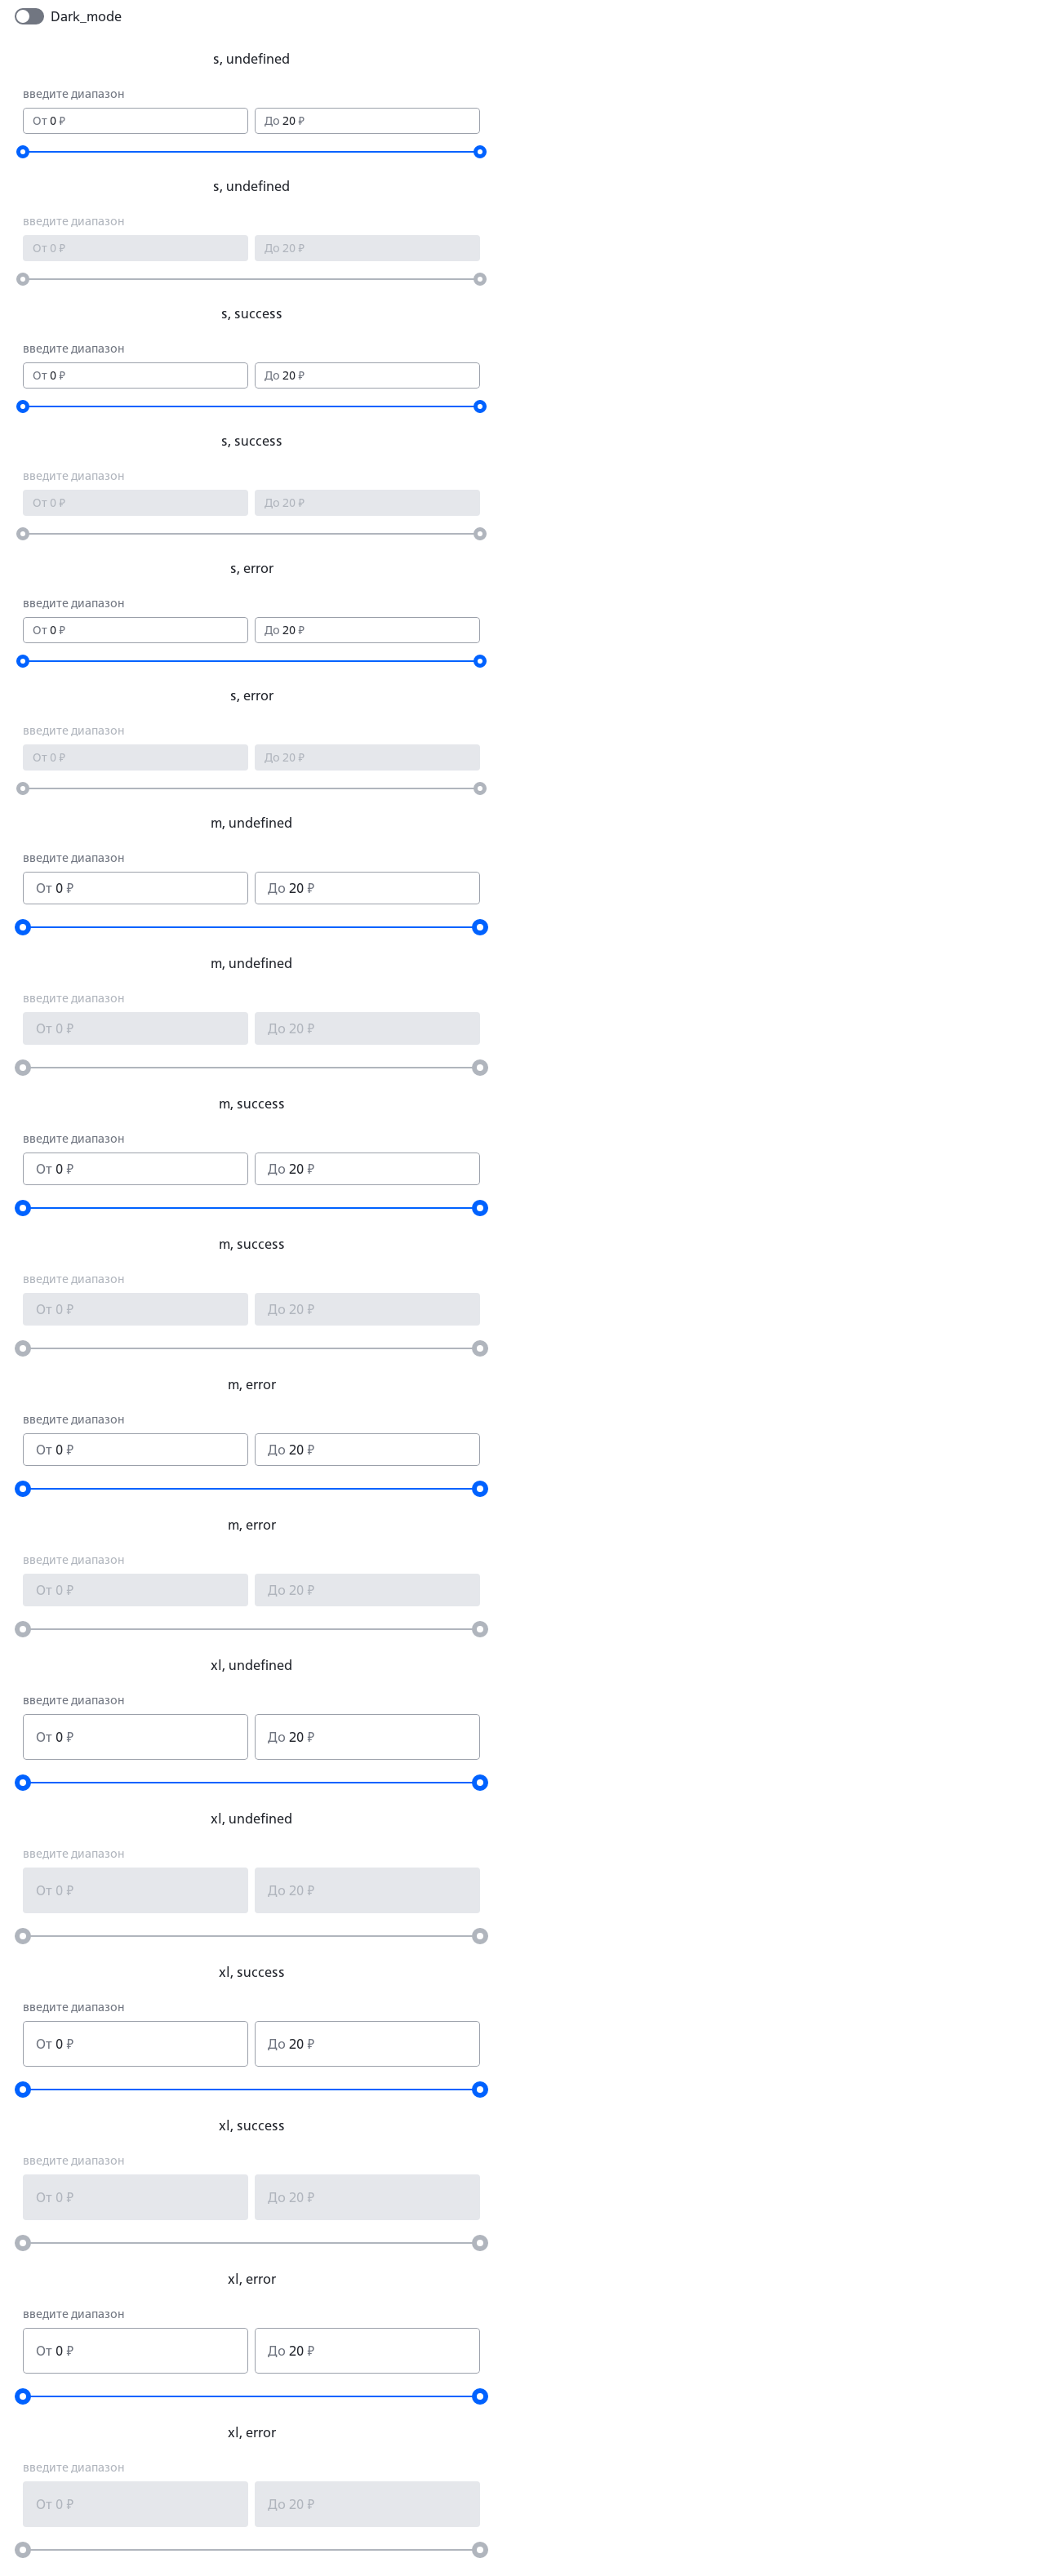 Dark_mode
s, undefined
введите диапазон
От 0 ₽ До 20 ₽
s, undefined
введите диапазон
От 0 ₽ До 20 ₽
s, success
введите диапазон
От 0 ₽ До 20 ₽
s, success
введите диапазон
От 0 ₽ До 20 ₽
s, error
введите диапазон
От 0 ₽ До 20 ₽
s, error
введите диапазон
От 0 ₽ До 20 ₽
m, undefined
введите диапазон
От 0 ₽ До 20 ₽
m, undefined
введите диапазон
От 0 ₽ До 20 ₽
m, success
введите диапазон
От 0 ₽ До 20 ₽
m, success
введите диапазон
От 0 ₽ До 20 ₽
m, error
введите диапазон
От 0 ₽ До 20 ₽
m, error
введите диапазон
От 0 ₽ До 20 ₽
xl, undefined
введите диапазон
От 0 ₽ До 20 ₽
xl, undefined
введите диапазон
От 0 ₽ До 20 ₽
xl, success
введите диапазон
От 0 ₽ До 20 ₽
xl, success
введите диапазон
От 0 ₽ До 20 ₽
xl, error
введите диапазон
От 0 ₽ До 20 ₽
xl, error
введите диапазон
От 0 ₽ До 20 ₽